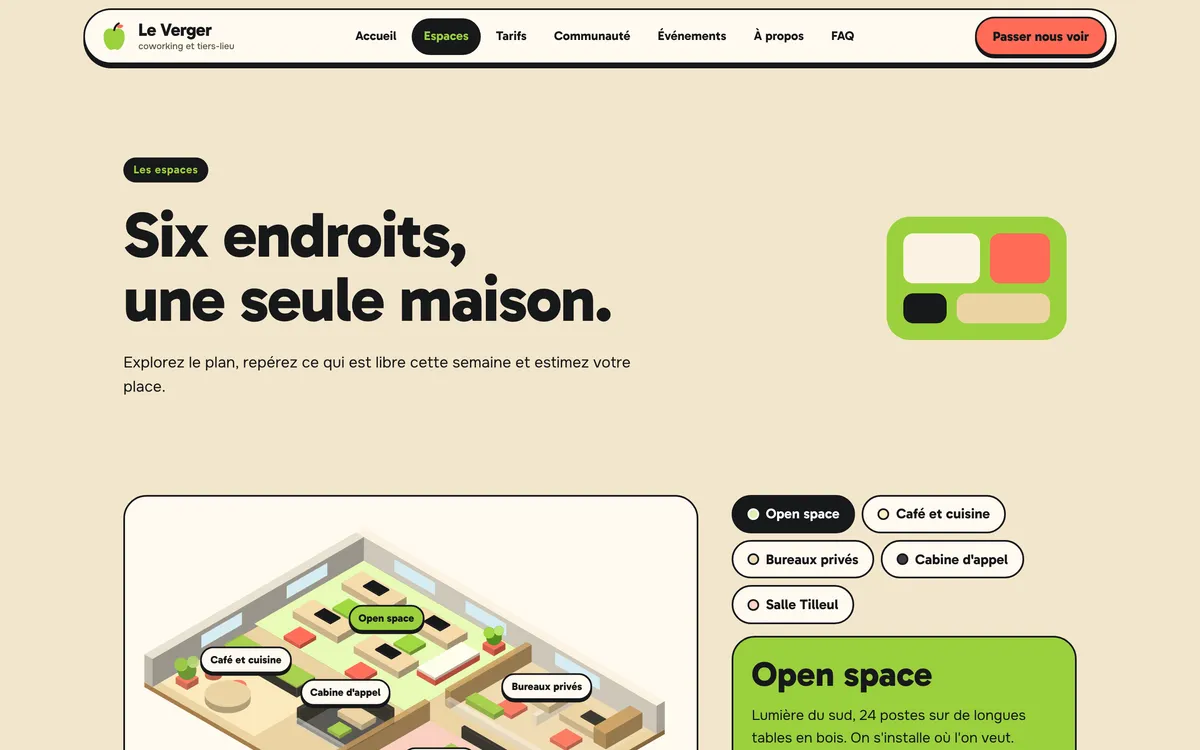 Le Verger
coworking et tiers-lieu
Accueil
Espaces
Tarifs
Communauté
Événements
À propos
FAQ
Passer nous voir
Les espaces
Six endroits,
une seule maison.
Explorez le plan, repérez ce qui est libre cette semaine et estimez votre
place.
Open space
Café et cuisine
Cabine d'appel
Bureaux privés
Open space
Café et cuisine
Bureaux privés
Cabine d'appel
Salle Tilleul
Open space
Lumière du sud, 24 postes sur de longues
tables en bois. On s'installe où l'on veut.